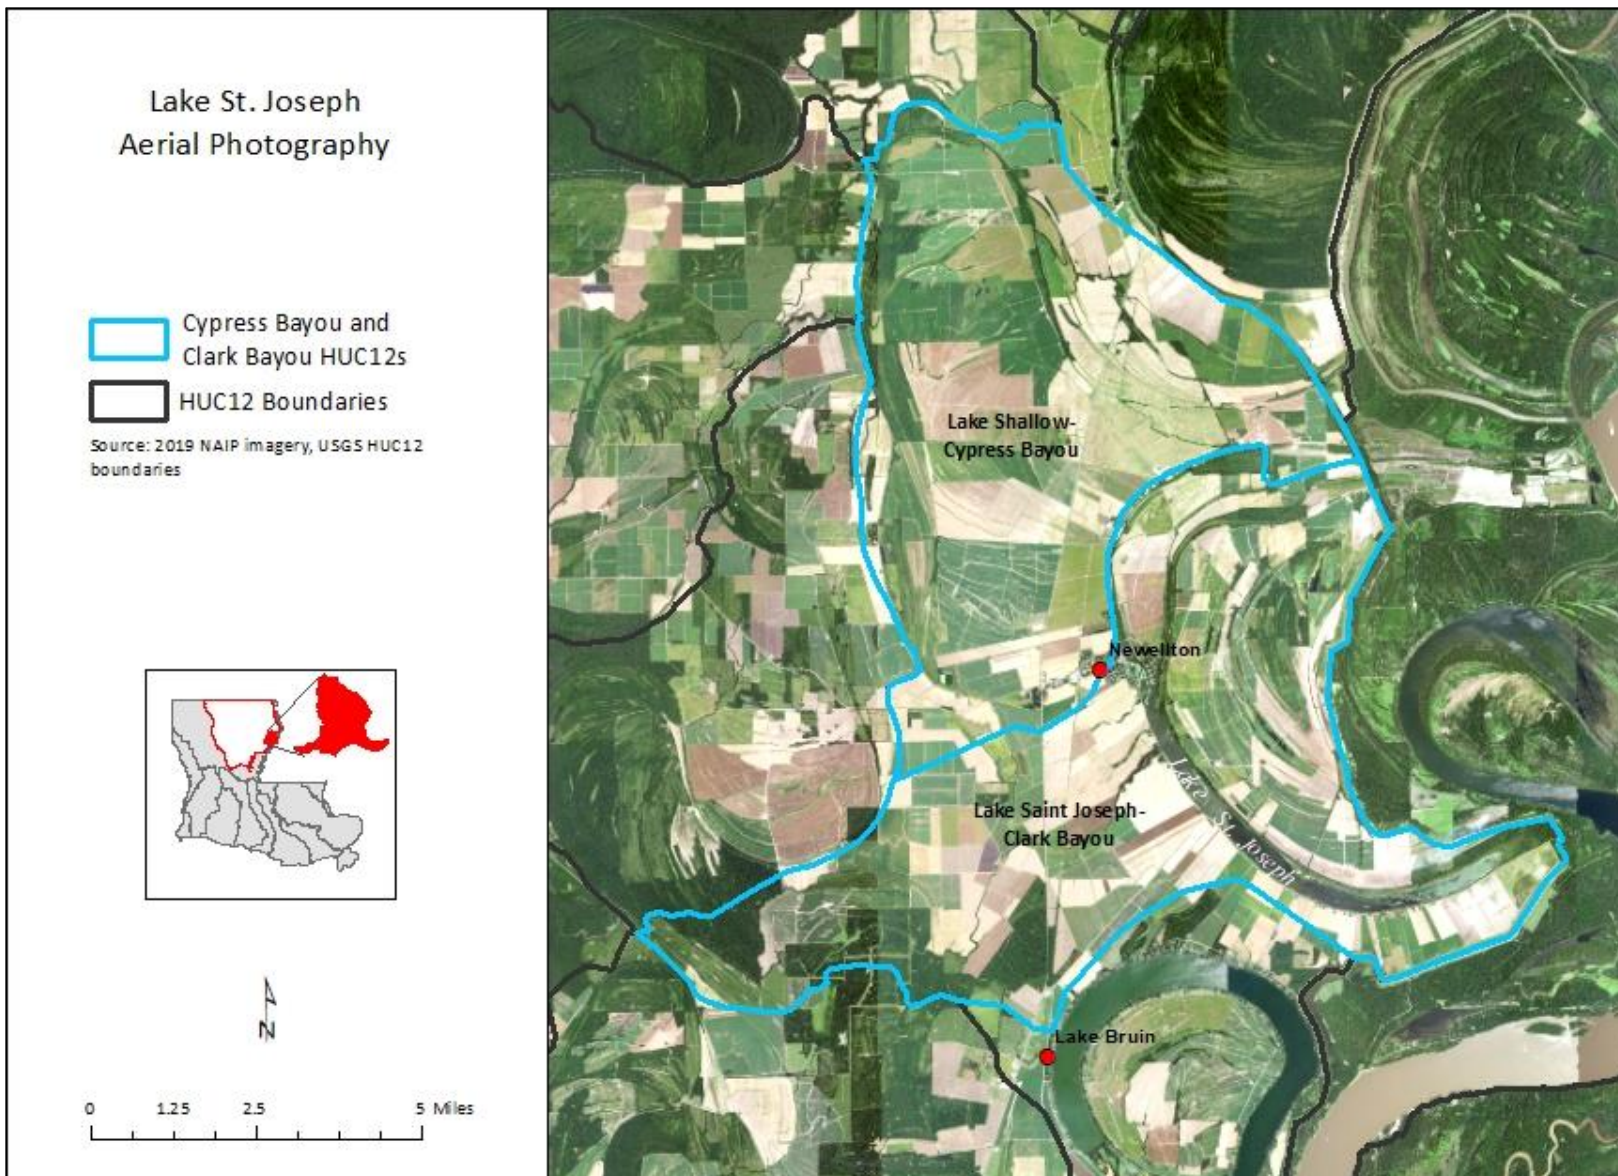 Lake St. Joseph
Aerial Photography
Cypress Bayou and
Clark Bayou HUC12s
HUC12 Boundaries
Source: 2019 NAIP imagery, USGS HUC12
boundaries
N
0 1.25 2.5 5 Miles
Lake Shallow-
Cypress Bayou
Newellton
Lake Saint Joseph-
Clark Bayou
Lake St. Joseph
Lake Bruin